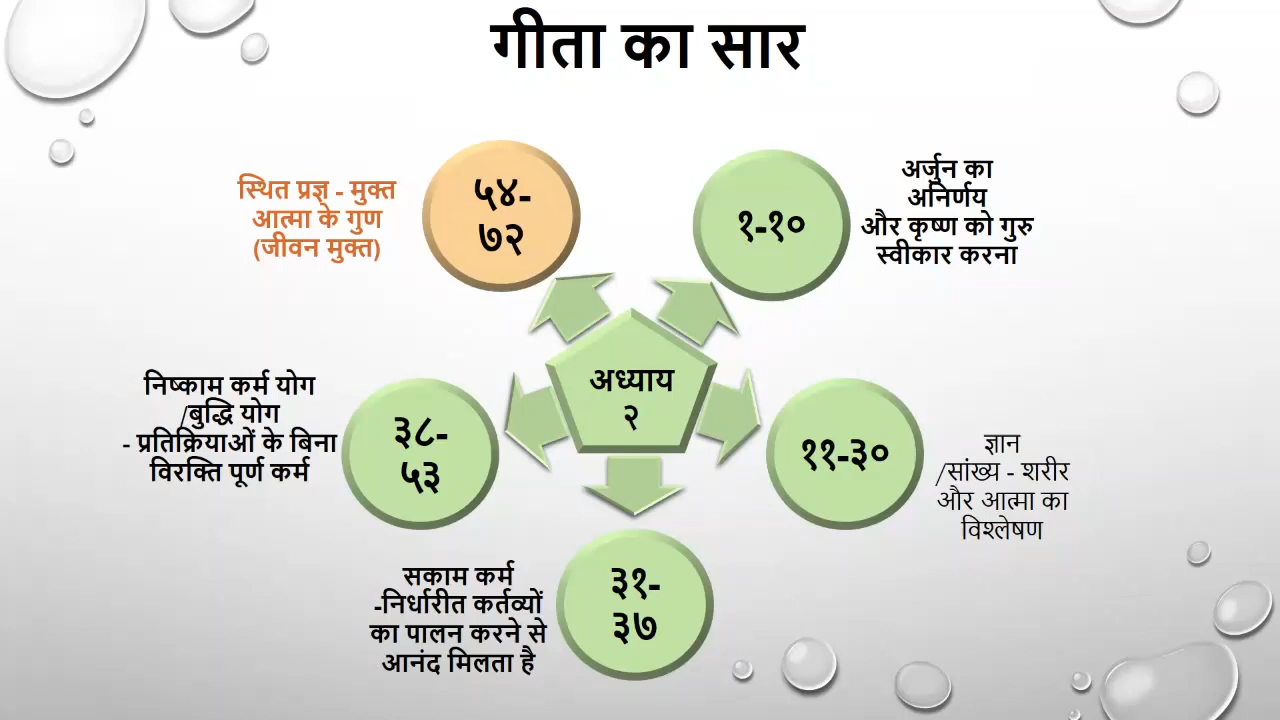 गीता का सार
स्थित प्रज्ञ - मुक्त
आत्मा के गुण
(जीवन मुक्त)
५४-
७२
१-१०
अर्जुन का
अनिर्णय
और कृष्ण को गुरु
स्वीकार करना
अध्याय
२
निष्काम कर्म योग
/बुद्धि योग
- प्रतिक्रियाओं के बिना
विरक्ति पूर्ण कर्म
३८-
५३
११-३०
ज्ञान
/सांख्य - शरीर
और आत्मा का
विश्लेषण
सकाम कर्म
-निर्धारीत कर्तव्यों
का पालन करने से
आनंद मिलता है
३१-
३७